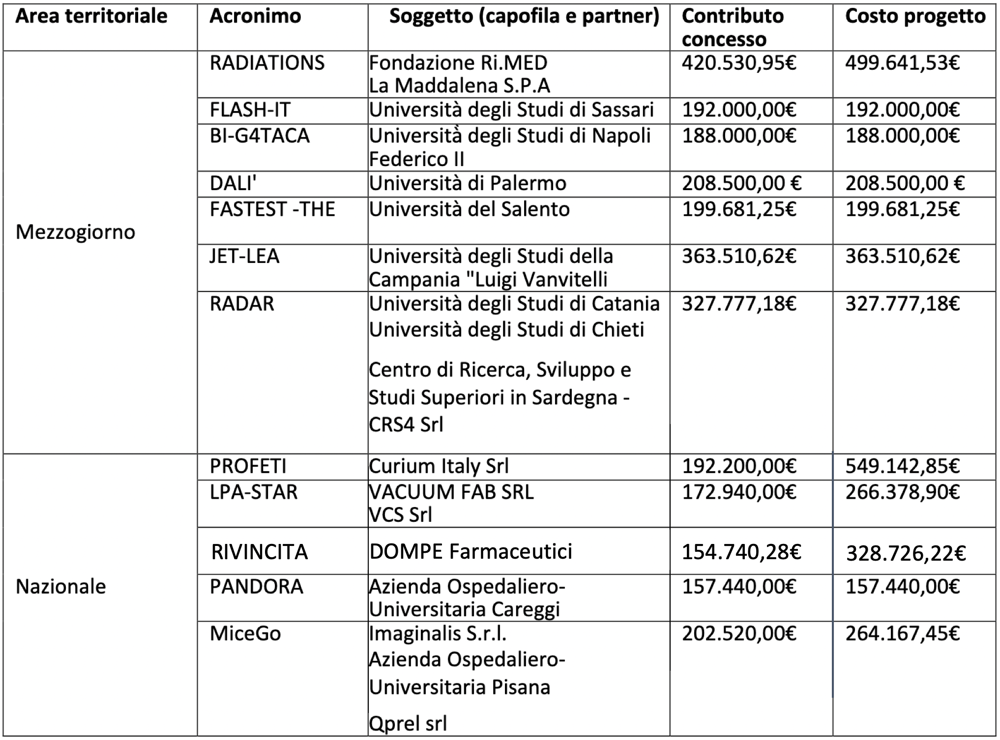 Area territoriale Acronimo Soggetto (capofila e partner) Contributo concesso Costo progetto
Mezzogiorno
RADIATIONS Fondazione Ri.MED 420.530,95€ 499.641,53€
La Maddalena S.P.A
FLASH-IT Università degli Studi di Sassari 192.000,00€ 192.000,00€
BI-G4TACA Università degli Studi di Napoli 188.000,00€ 188.000,00€
Federico II
DALI' Università di Palermo 208.500,00 € 208.500,00 €
FASTEST -THE Università del Salento 199.681,25€ 199.681,25€
JET-LEA Università degli Studi della 363.510,62€ 363.510,62€
Campania "Luigi Vanvitelli
RADAR Università degli Studi di Catania 327.777,18€ 327.777,18€
Università degli Studi di Chieti
Centro di Ricerca, Sviluppo e
Studi Superiori in Sardegna -
CRS4 Srl
Nazionale
PROFETI Curium Italy Srl 192.200,00€ 549.142,85€
LPA-STAR VACUUM FAB SRL 172.940,00€ 266.378,90€
VCS Srl
RIVINCITA DOMPE Farmaceutici 154.740,28€ 328.726,22€
PANDORA Azienda Ospedaliero- 157.440,00€ 157.440,00€
Universitaria Careggi
MiceGo Imaginalis S.r.l. 202.520,00€ 264.167,45€
Azienda Ospedaliero-
Universitaria Pisana
Qprel srl